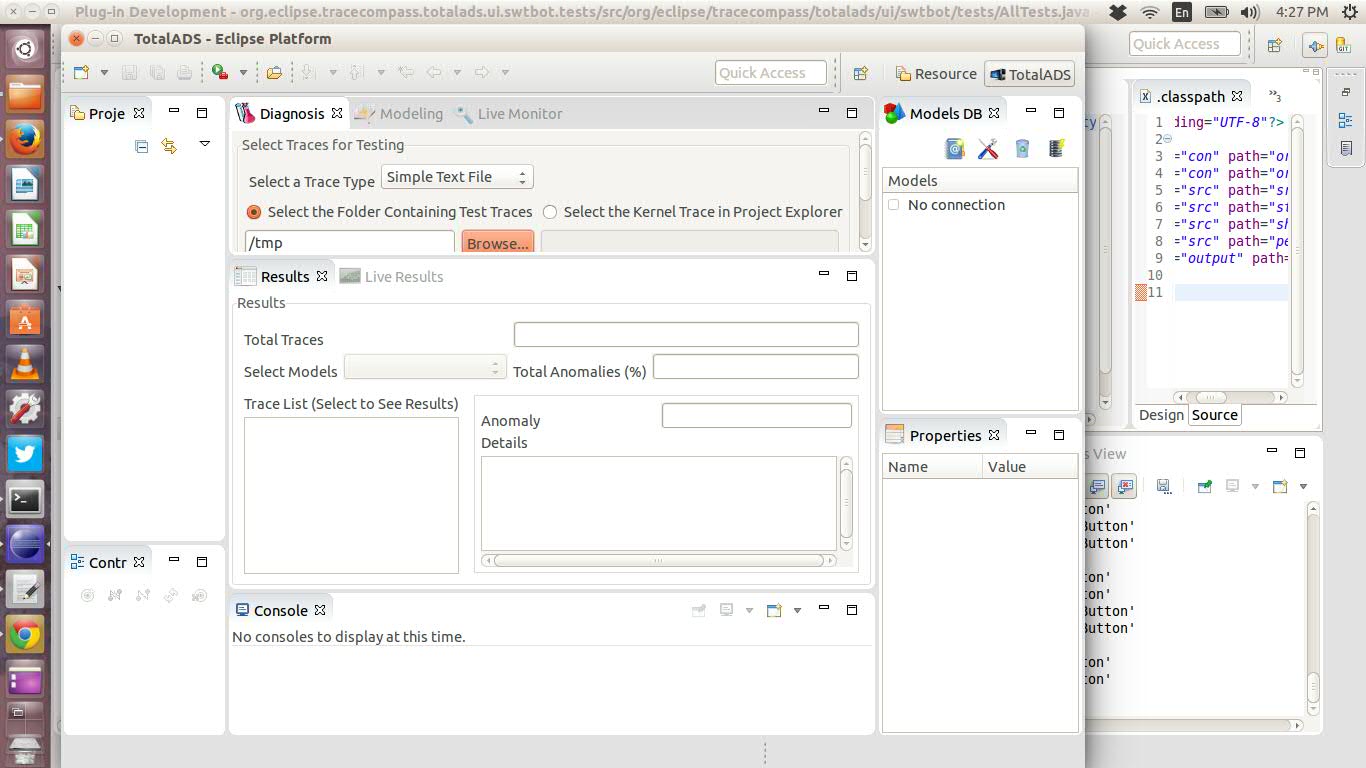 Plug-in Development - org.eclipse.tracecompass.totalads.ui.swtbot.tests/src/org/eclipse/tracecompass/totalads/ui/swtbot/tests/AllTests.java
En
4:27 PM
TotalADS - Eclipse Platform
Quick Access
Quick Access
Resource
TotalADS
Proje
Diagnosis
Modeling
Live Monitor
Select Traces for Testing
Select a Trace Type
Simple Text File
Select the Folder Containing Test Traces
Select the Kernel Trace in Project Explorer
/tmp
Browse...
Results
Live Results
Results
Total Traces
Select Models
Total Anomalies (%)
Trace List (Select to See Results)
Anomaly
Details
Contr
Console
No consoles to display at this time.
Models DB
Models
No connection
Properties
Name
Value
.classpath
3
1 ding="UTF-8"?>
2
3 ="con" path="or
4 ="con" path="or
5 ="src" path="sr
6 ="src" path="st
7 ="src" path="sh
8 ="src" path="pe
9 ="output" path=
10
11
Design
Source
s View
ton'
Button'
Button'
ton'
ton'
Button'
Button'
ton'
ton'